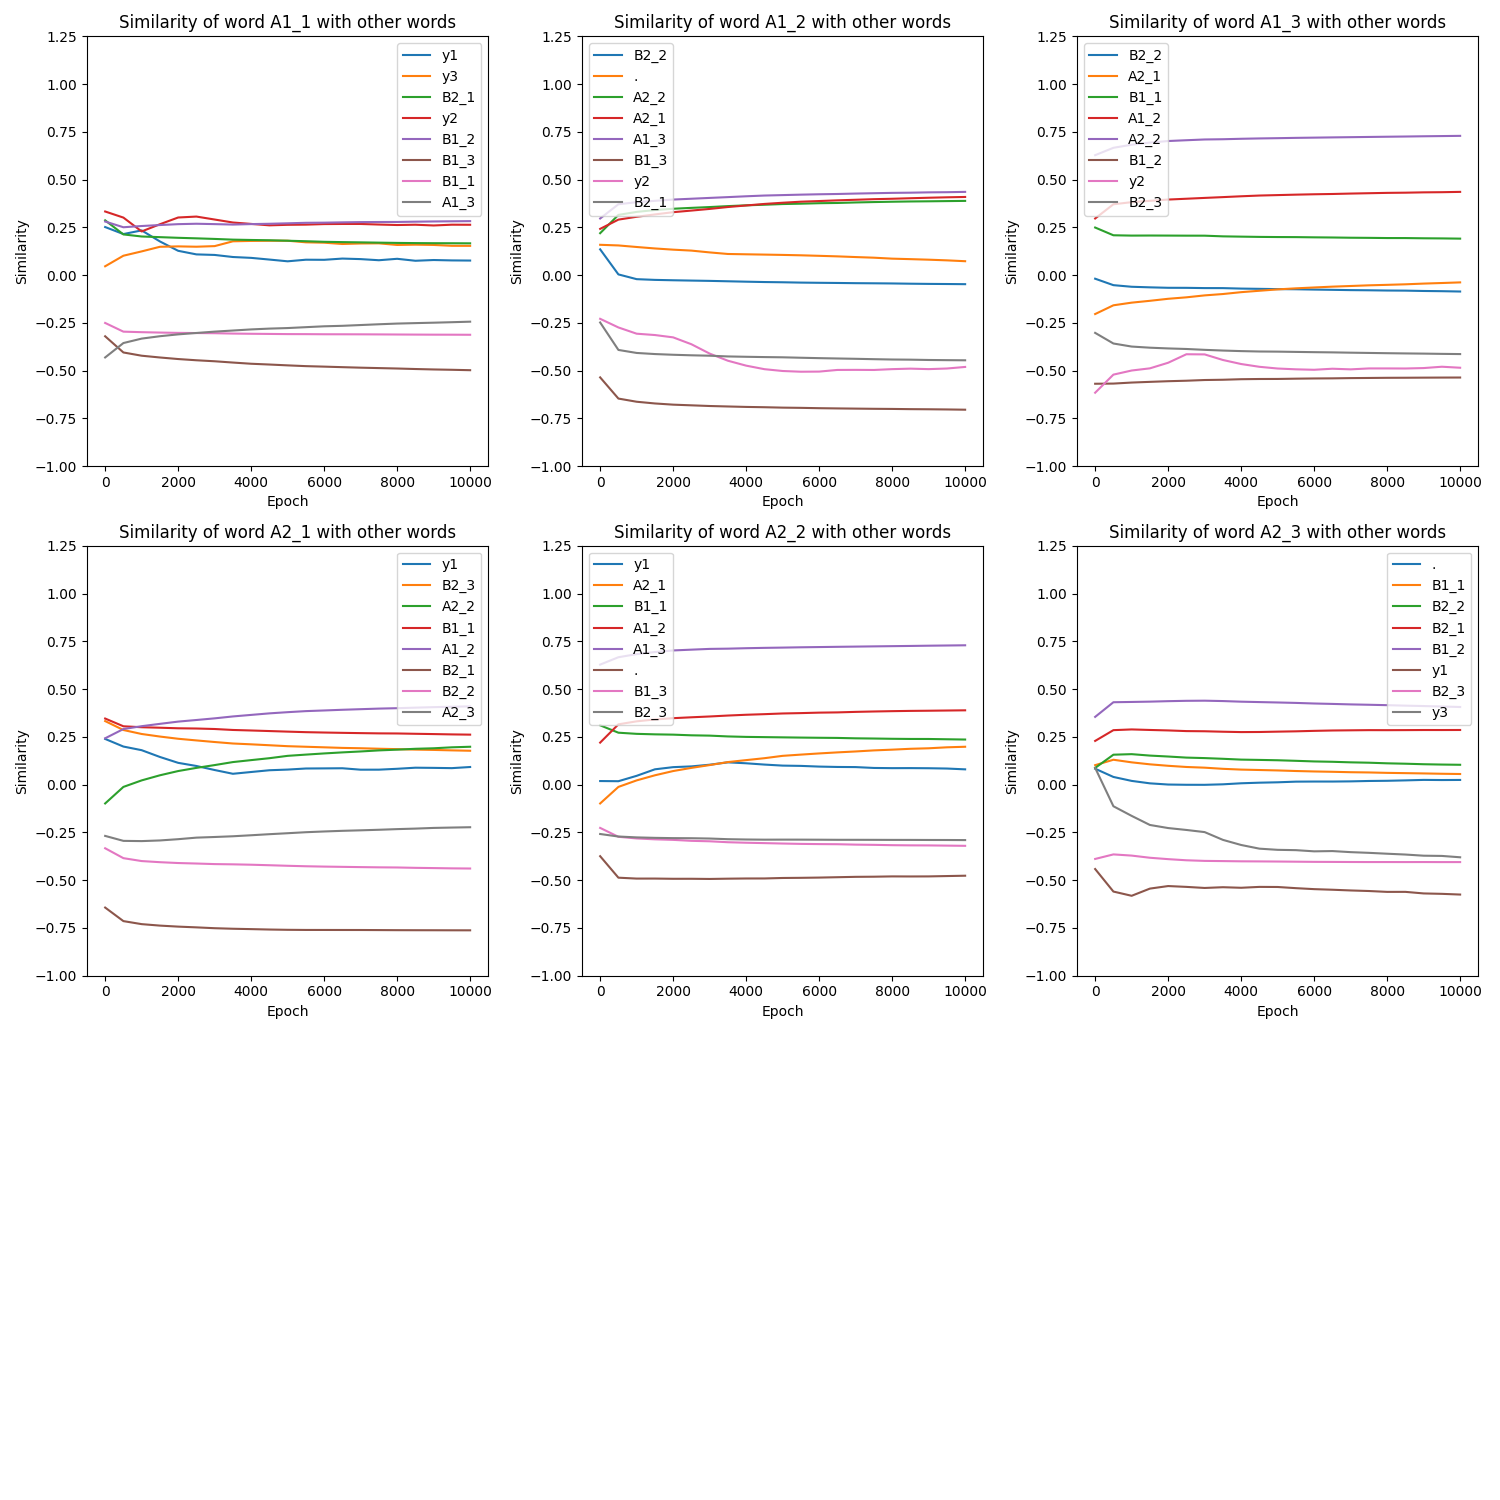 Similarity of word A1_1 with other words
1.25
1.00
0.75
0.50
0.25
0.00
−0.25
−0.50
−0.75
−1.00
Similarity
y1
y3
B2_1
y2
B1_2
B1_3
B1_1
A1_3
0 2000 4000 6000 8000 10000
Epoch
Similarity of word A1_2 with other words
1.25
1.00
0.75
0.50
0.25
0.00
−0.25
−0.50
−0.75
−1.00
Similarity
B2_2
.
A2_2
A2_1
A1_3
B1_3
y2
B2_1
0 2000 4000 6000 8000 10000
Epoch
Similarity of word A1_3 with other words
1.25
1.00
0.75
0.50
0.25
0.00
−0.25
−0.50
−0.75
−1.00
Similarity
B2_2
A2_1
B1_1
A1_2
A2_2
B1_2
y2
B2_3
0 2000 4000 6000 8000 10000
Epoch
Similarity of word A2_1 with other words
1.25
1.00
0.75
0.50
0.25
0.00
−0.25
−0.50
−0.75
−1.00
Similarity
y1
B2_3
A2_2
B1_1
A1_2
B2_1
B2_2
A2_3
0 2000 4000 6000 8000 10000
Epoch
Similarity of word A2_2 with other words
1.25
1.00
0.75
0.50
0.25
0.00
−0.25
−0.50
−0.75
−1.00
Similarity
y1
A2_1
B1_1
A1_2
A1_3
.
B1_3
B2_3
0 2000 4000 6000 8000 10000
Epoch
Similarity of word A2_3 with other words
1.25
1.00
0.75
0.50
0.25
0.00
−0.25
−0.50
−0.75
−1.00
Similarity
.
B1_1
B2_2
B2_1
B1_2
y1
B2_3
y3
0 2000 4000 6000 8000 10000
Epoch